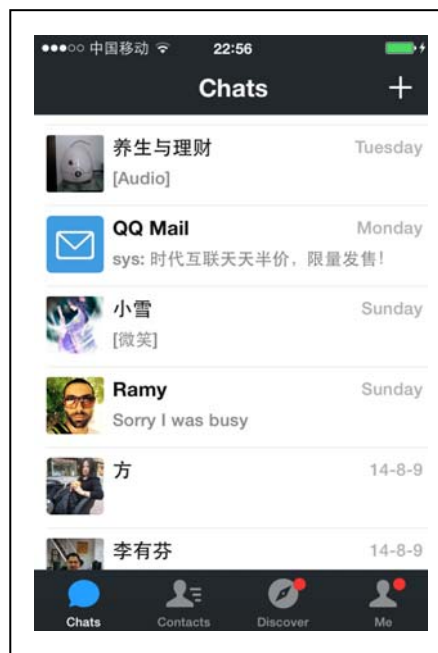 中国移动 22:56
Chats
养生与理财 Tuesday
[Audio]
QQ Mail Monday
sys: 时代互联天天半价，限量发售！
小雪 Sunday
[微笑]
Ramy Sunday
Sorry I was busy
方 14-8-9
李有芬 14-8-9
Chats Contacts Discover Me